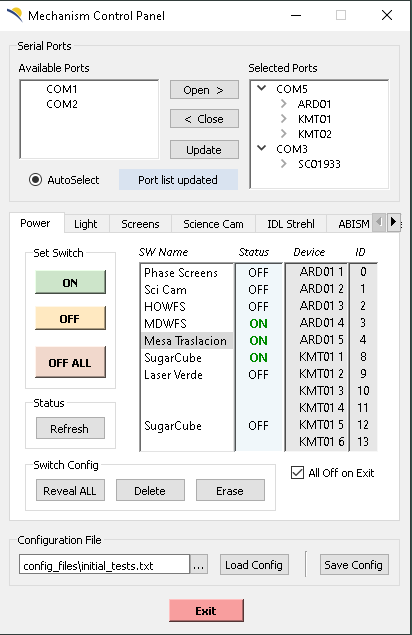 Mechanism Control Panel
Serial Ports
Available Ports
COM1
COM2
Open >
< Close
Update
AutoSelect
Port list updated
Selected Ports
COM5
ARD01
KMT01
KMT02
COM3
SC01933
Power Light Screens Science Cam IDL Strehl ABISM
Set Switch
ON
OFF
OFF ALL
Status
Refresh
SW Name Status Device ID
Phase Screens OFF ARD01 1 0
Sci Cam OFF ARD01 2 1
HOWFS OFF ARD01 3 2
MDWFS ON ARD01 4 3
Mesa Traslacion ON ARD01 5 4
SugarCube ON KMT01 1 8
Laser Verde OFF KMT01 2 9
KMT01 3 10
KMT01 4 11
SugarCube OFF KMT01 5 12
KMT01 6 13
Switch Config
Reveal ALL Delete Erase
All Off on Exit
Configuration File
config_files\initial_tests.txt ... Load Config Save Config
Exit